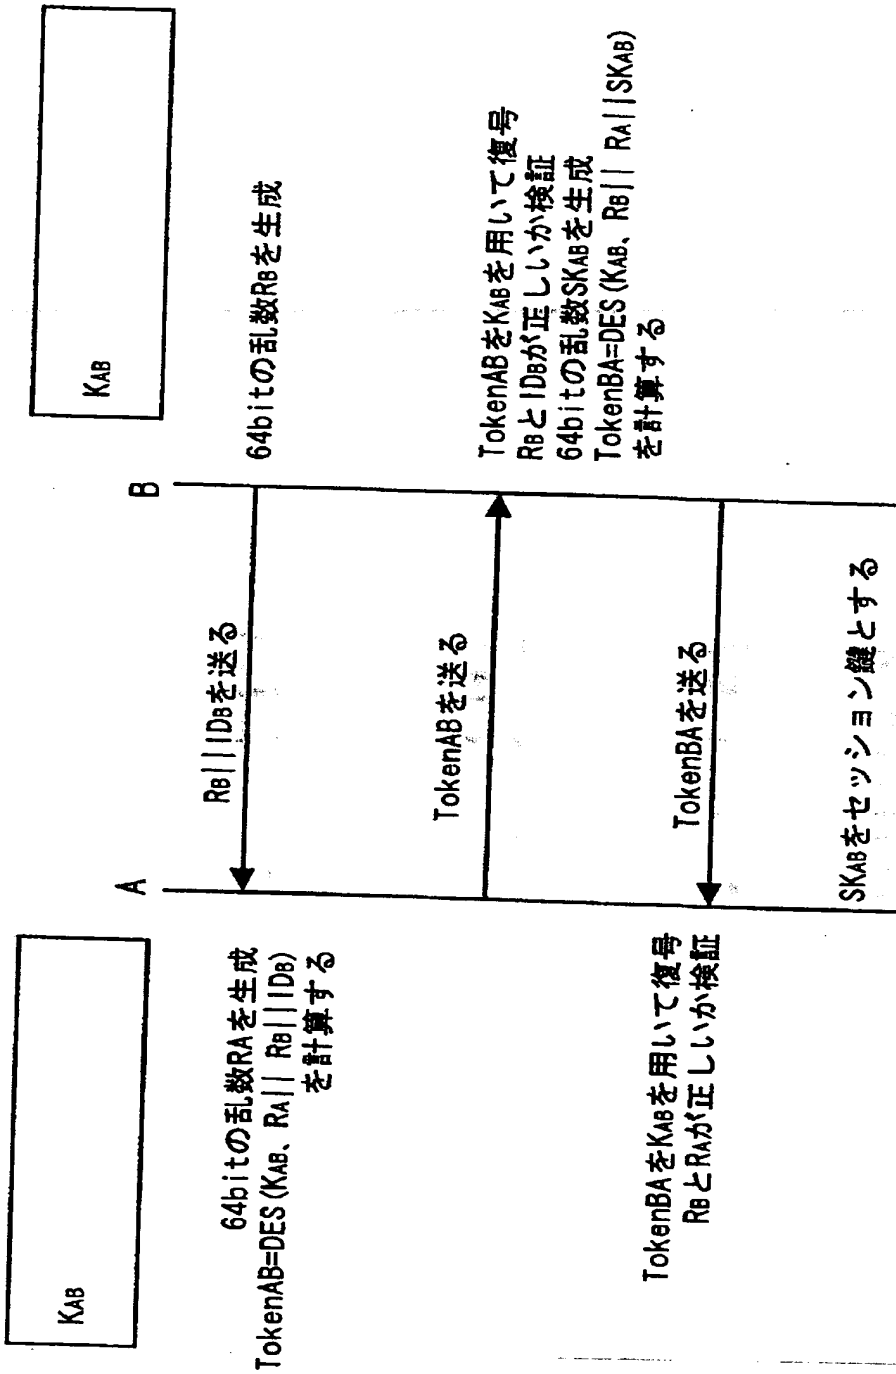 KAB
KAB
A
B
64bitの乱数RBを生成
RB||IDBを送る
64bitの乱数RAを生成
TokenAB=DES(KAB、RA|| RB||IDB)
を計算する
TokenABを送る
TokenABをKABを用いて復号
RBとIDBが正しいか検証
64bitの乱数SKABを生成
TokenBA=DES(KAB、RB|| RA||SKAB)
を計算する
TokenBAを送る
TokenBAをKABを用いて復号
RBとRAが正しいか検証
SKABをセッション鍵とする